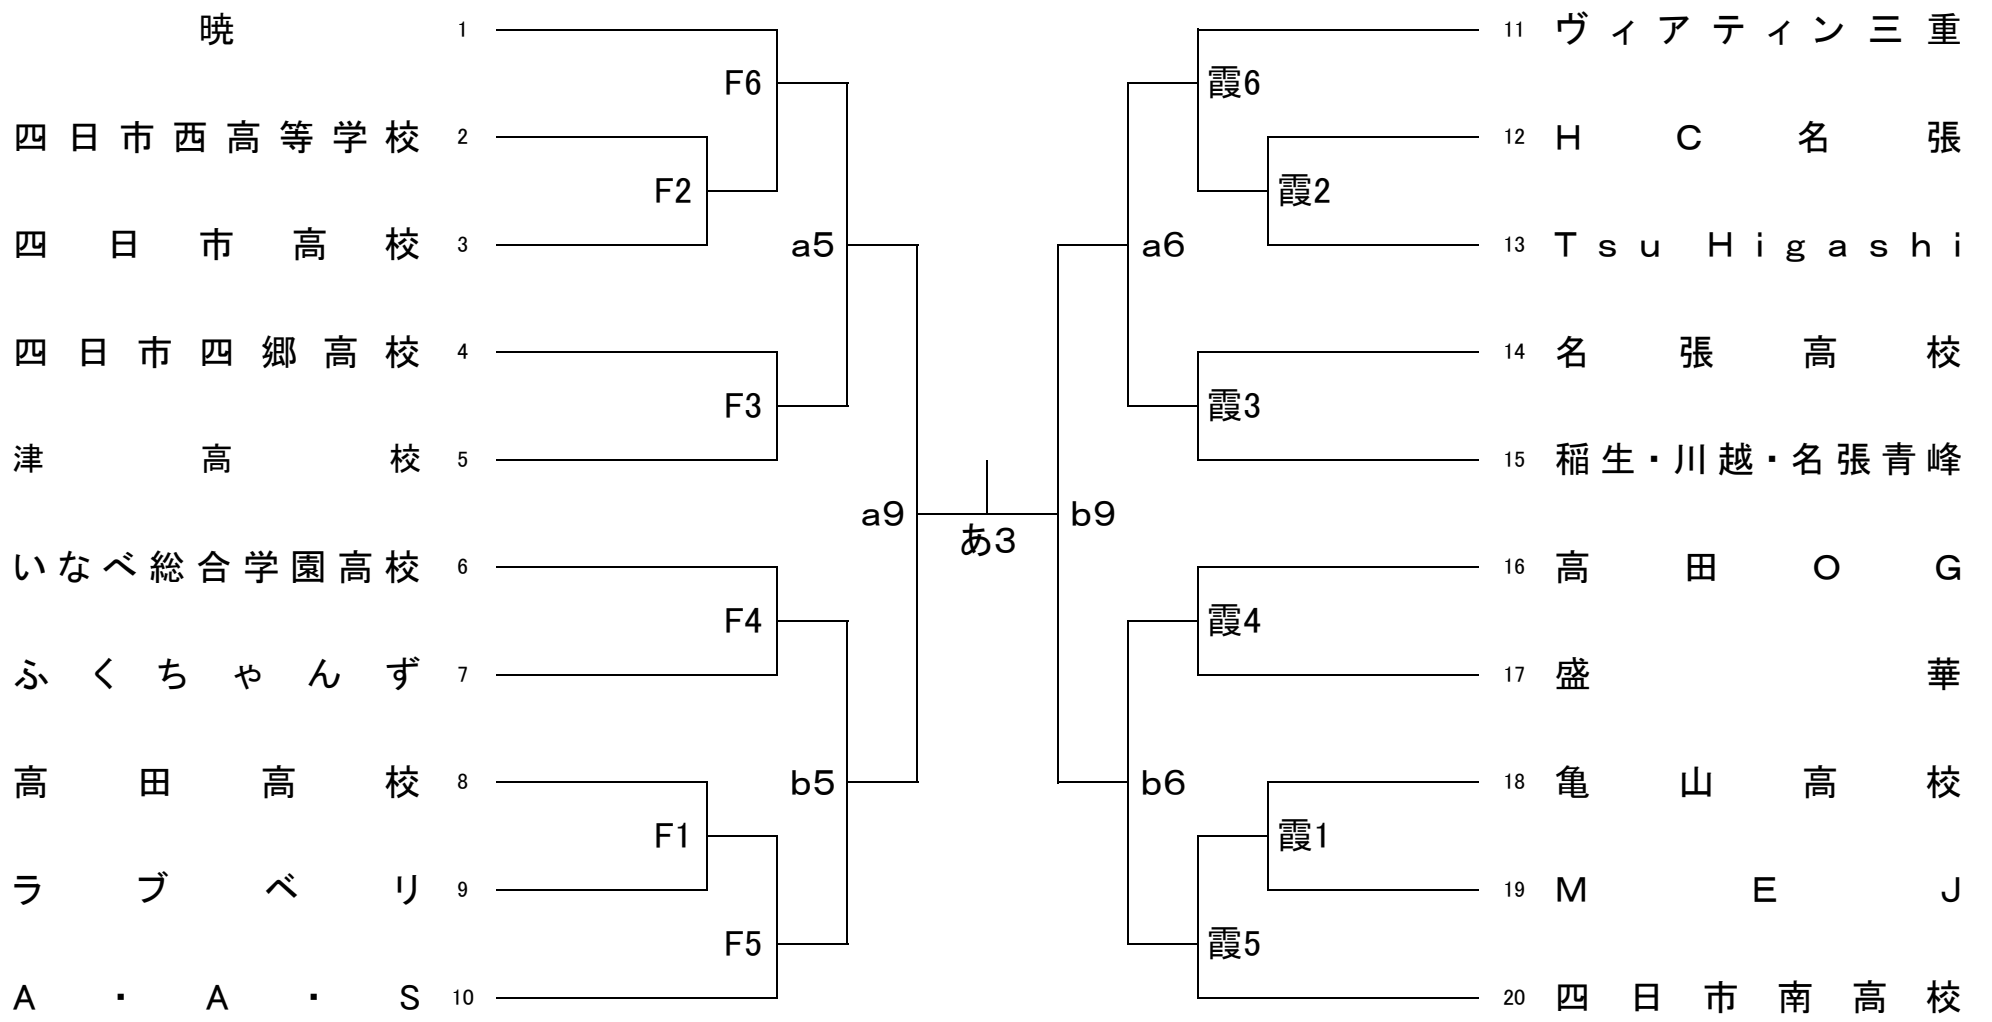 暁 1 11 ヴィアティン三重
F6 霞6
四日市西高等学校 2 12 HC名張
F2 霞2
四日市高校 3 a5 a6 13 Tsu Higashi
四日市四郷高校 4 14 名張高校
F3 霞3
津高校 5 15 稲生・川越・名張青峰
a9 b9
あ3
いなべ総合学園高校 6 16 高田OG
F4 霞4
ふくちゃんず 7 17 盛華
高田高校 8 b5 b6 18 亀山高校
F1 霞1
ラブベリ 9 19 MEJ
F5 霞5
A・A・S 10 20 四日市南高校